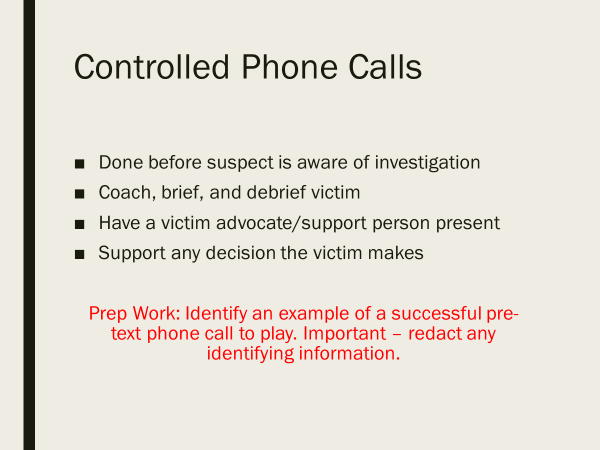 Controlled Phone Calls
■ Done before suspect is aware of investigation
■ Coach, brief, and debrief victim
■ Have a victim advocate/support person present
■ Support any decision the victim makes
Prep Work: Identify an example of a successful pre-
text phone call to play. Important – redact any
identifying information.